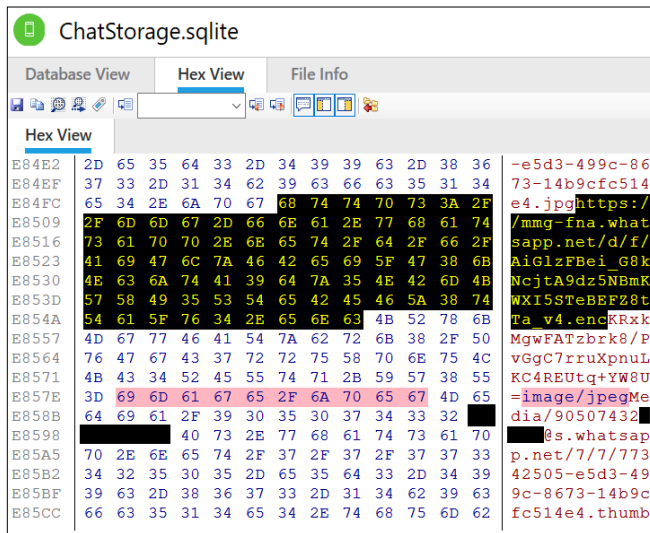 ChatStorage.sqlite
Database View Hex View File Info
Hex View
E84E2 2D 65 35 64 33 2D 34 39 39 63 2D 38 36 -e5d3-499c-86
E84EF 37 33 2D 31 34 62 39 63 66 63 35 31 34 73-14b9cfc514
E84FC 65 34 2E 6A 70 67 68 74 74 70 73 3A 2F e4.jpghttps:/
E8509 2F 6D 6D 67 2D 66 6E 61 2E 77 68 61 74 /mmg-fna.what
E8516 73 61 70 70 2E 6E 65 74 2F 64 2F 66 2F sapp.net/d/f/
E8523 41 69 47 6C 7A 46 42 65 69 5F 47 38 6B AiGlzFBei_G8k
E8530 4E 63 6A 74 41 39 64 7A 35 4E 42 6D 4B NcjtA9dz5NBmK
E853D 57 58 49 35 53 54 65 42 45 46 5A 38 74 WXI5STeBEFZ8t
E854A 54 61 5F 76 34 2E 65 6E 63 4B 52 78 6B Ta_v4.encKRxk
E8557 4D 67 77 46 41 54 7A 62 72 6B 38 2F 50 MgwFATzbrk8/P
E8564 76 47 67 43 37 72 72 75 58 70 6E 75 4C vGgC7rruXpnuL
E8571 4B 43 34 52 45 55 74 71 2B 59 57 38 55 KC4REUtq+YW8U
E857E 3D 69 6D 61 67 65 2F 6A 70 65 67 4D 65 =image/jpegMe
E858B 64 69 61 2F 39 30 35 30 37 34 33 32 dia/90507432
E8598 40 73 2E 77 68 61 74 73 61 70 @s.whatsap
E85A5 70 2E 6E 65 74 2F 37 2F 37 2F 37 37 33 p.net/7/7/773
E85B2 34 32 35 30 35 2D 65 35 64 33 2D 34 39 42505-e5d3-49
E85BF 39 63 2D 38 36 37 33 2D 31 34 62 39 63 9c-8673-14b9c
E85CC 66 63 35 31 34 65 34 2E 74 68 75 6D 62 fc514e4.thumb